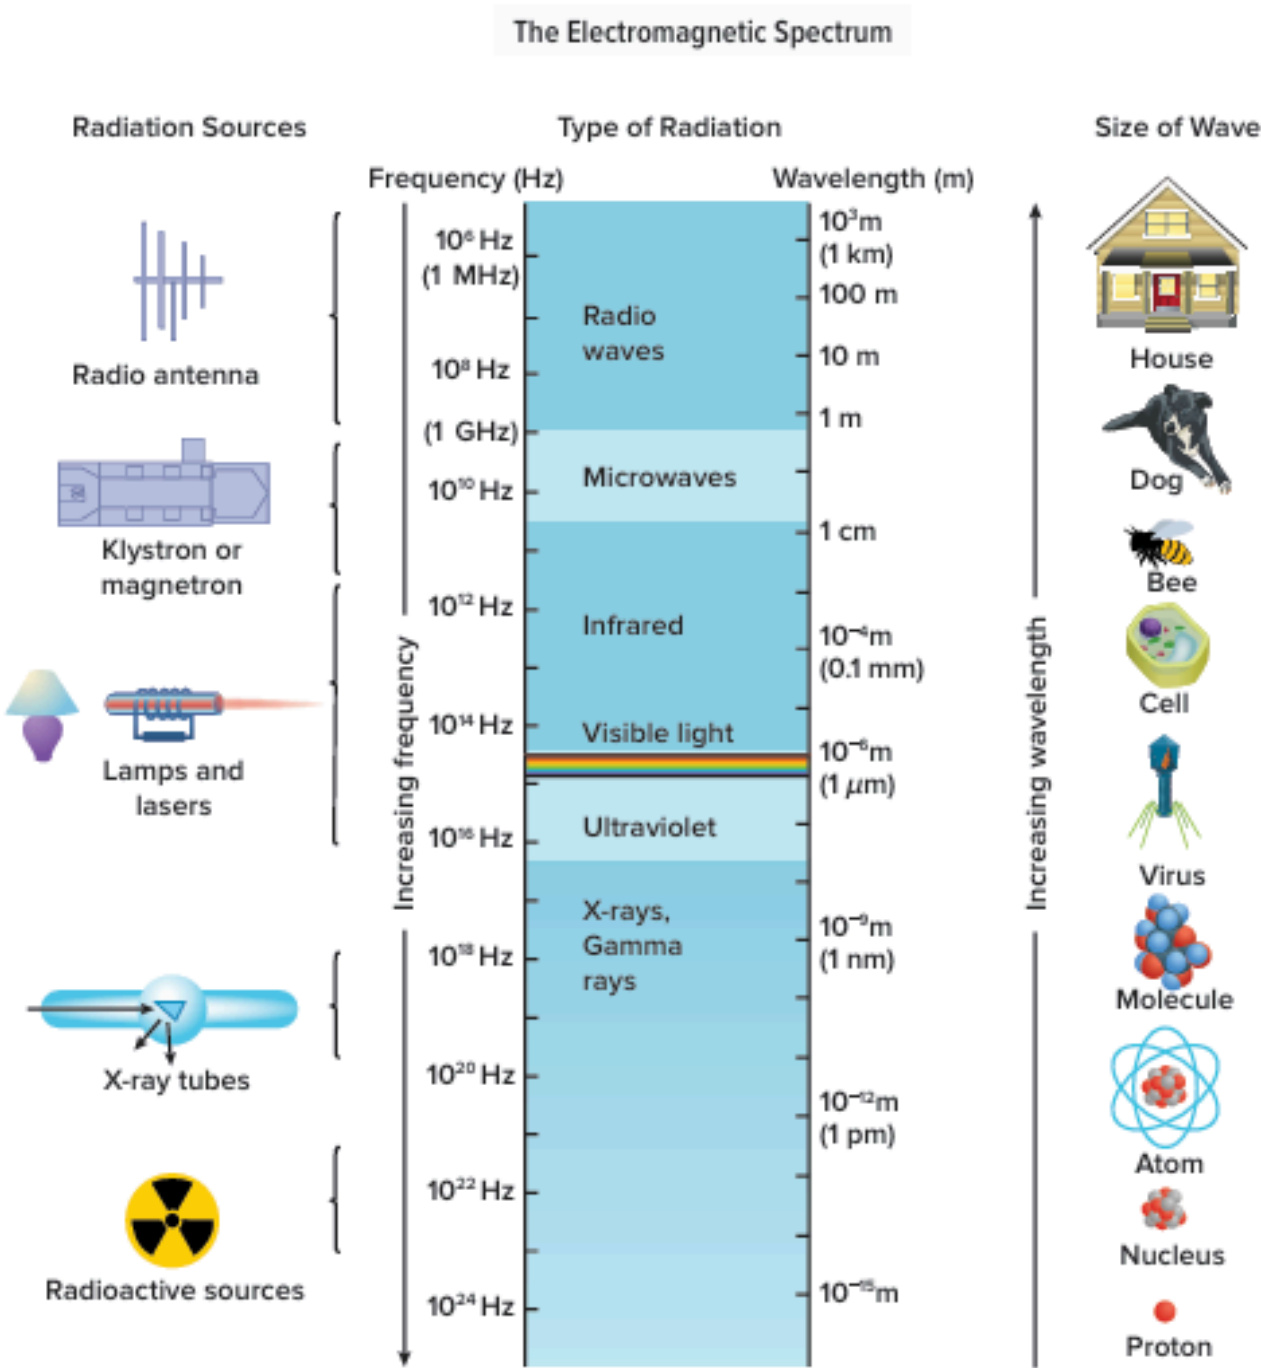 The Electromagnetic Spectrum
Radiation Sources
Type of Radiation
Size of Wave
Frequency (Hz)
Wavelength (m)
10⁶ Hz
(1 MHz)
10⁸ Hz
(1 GHz)
10¹⁰ Hz
10¹² Hz
10¹⁴ Hz
10¹⁶ Hz
10¹⁸ Hz
10²⁰ Hz
10²² Hz
10²⁴ Hz
Radio
waves
Microwaves
Infrared
Visible light
Ultraviolet
X-rays,
Gamma
rays
10³m
(1 km)
100 m
10 m
1 m
1 cm
10⁻⁴m
(0.1 mm)
10⁻⁶m
(1 μm)
10⁻⁹m
(1 nm)
10⁻¹²m
(1 pm)
10⁻¹⁵m
Radio antenna
Klystron or
magnetron
Lamps and
lasers
X-ray tubes
Radioactive sources
Increasing frequency
Increasing wavelength
House
Dog
Bee
Cell
Virus
Molecule
Atom
Nucleus
Proton